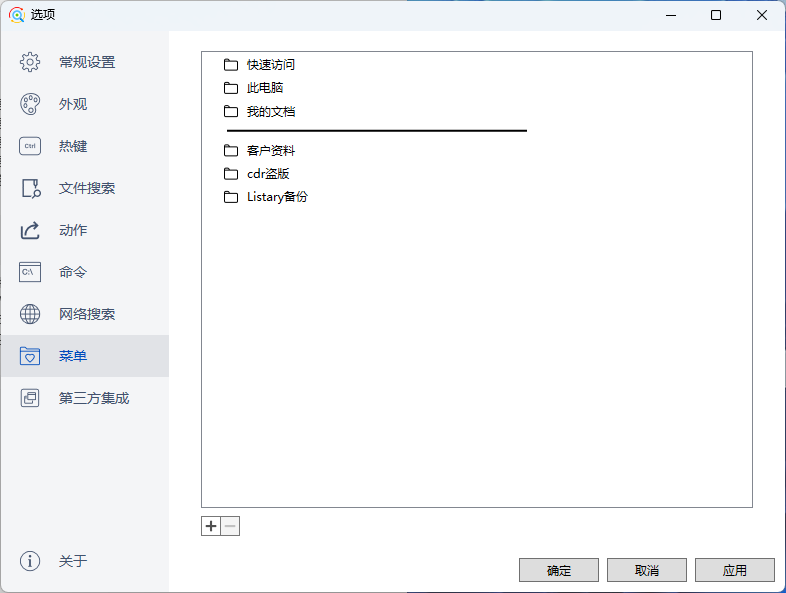 选项
常规设置
外观
Ctrl
热键
文件搜索
动作
C:\
命令
网络搜索
菜单
第三方集成
关于
快速访问
此电脑
我的文档
客户资料
cdr盗版
Listary备份
确定
取消
应用